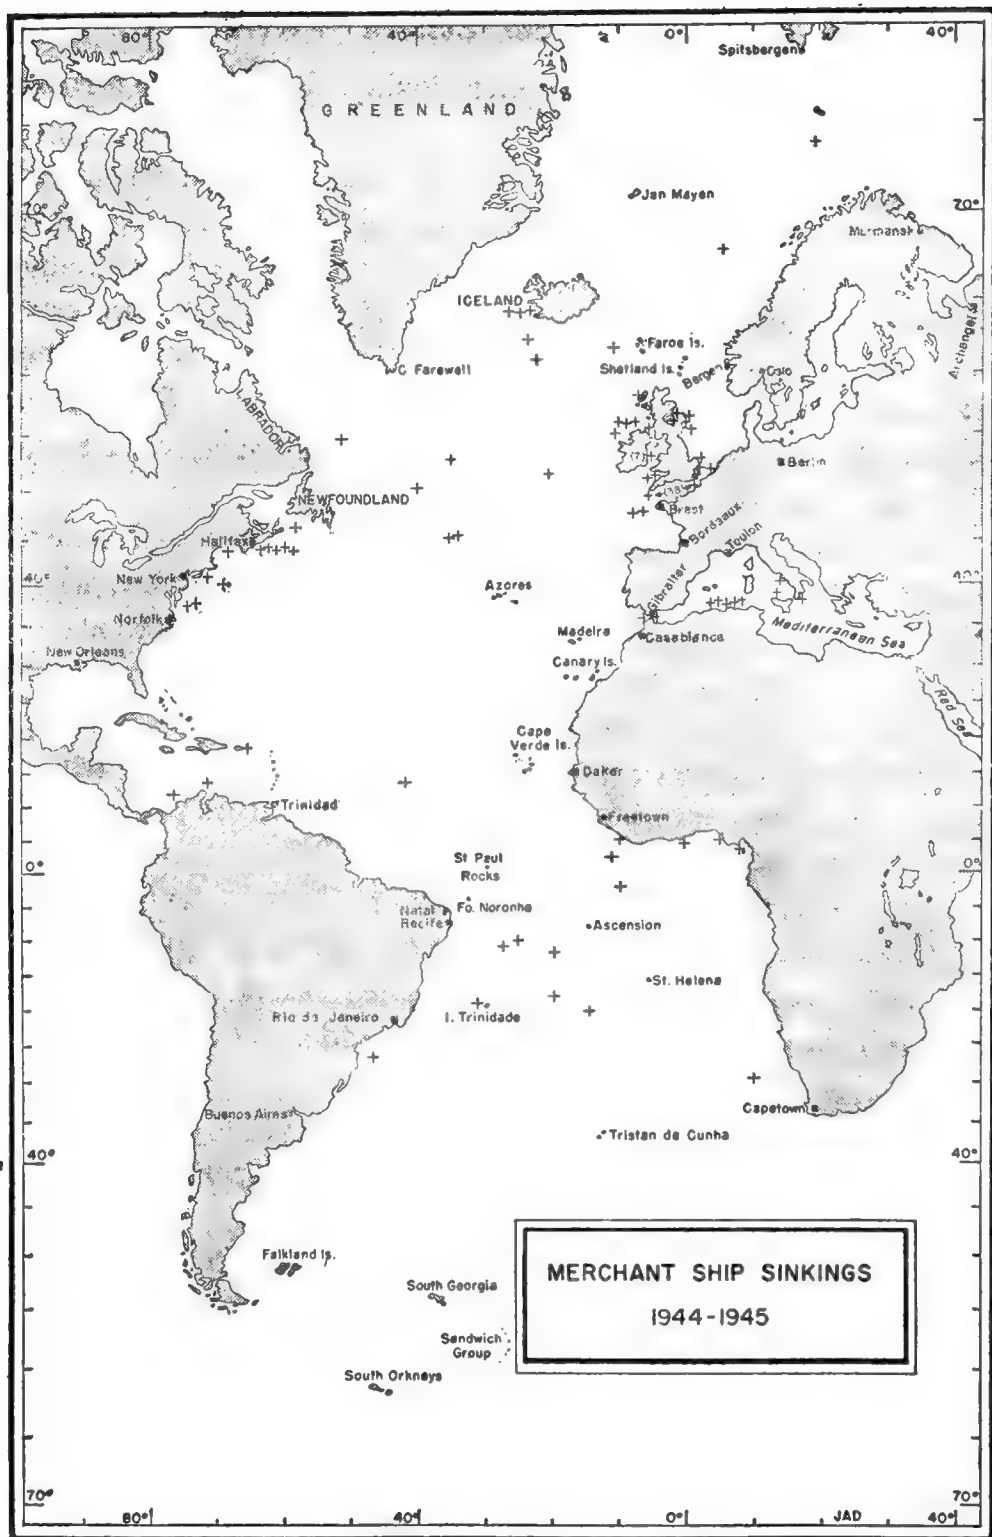 80° 40° 0° 40°
Spitsbergen
GREENLAND
Jan Mayen
70° 70°
Murmansk
ICELAND
Archangel
Faroe Is.
Shetland Is.
Bergen
Oslo
C. Farewell
LABRADOR
(7)
Berlin
NEWFOUNDLAND
Brest
Halifax
Bordeaux
Toulon
New York
40° 40°
Azores
Gibraltar
Norfolk
Madeira
Casablanca
Mediterranean Sea
New Orleans
Canary Is.
Red Sea
Cape
Verde Is.
Dakar
Trinidad
Freetown
St Paul
Rocks
0° 0°
Natal
Fo. Noronha
Recife
Ascension
St. Helena
Rio de Janeiro
I. Trinidade
Capetown
Buenos Aires
Tristan da Cunha
40° 40°
Falkland Is.
MERCHANT SHIP SINKINGS
South Georgia
1944-1945
Sandwich
Group
South Orkneys
70° 70°
80° 40° 0° JAD 40°